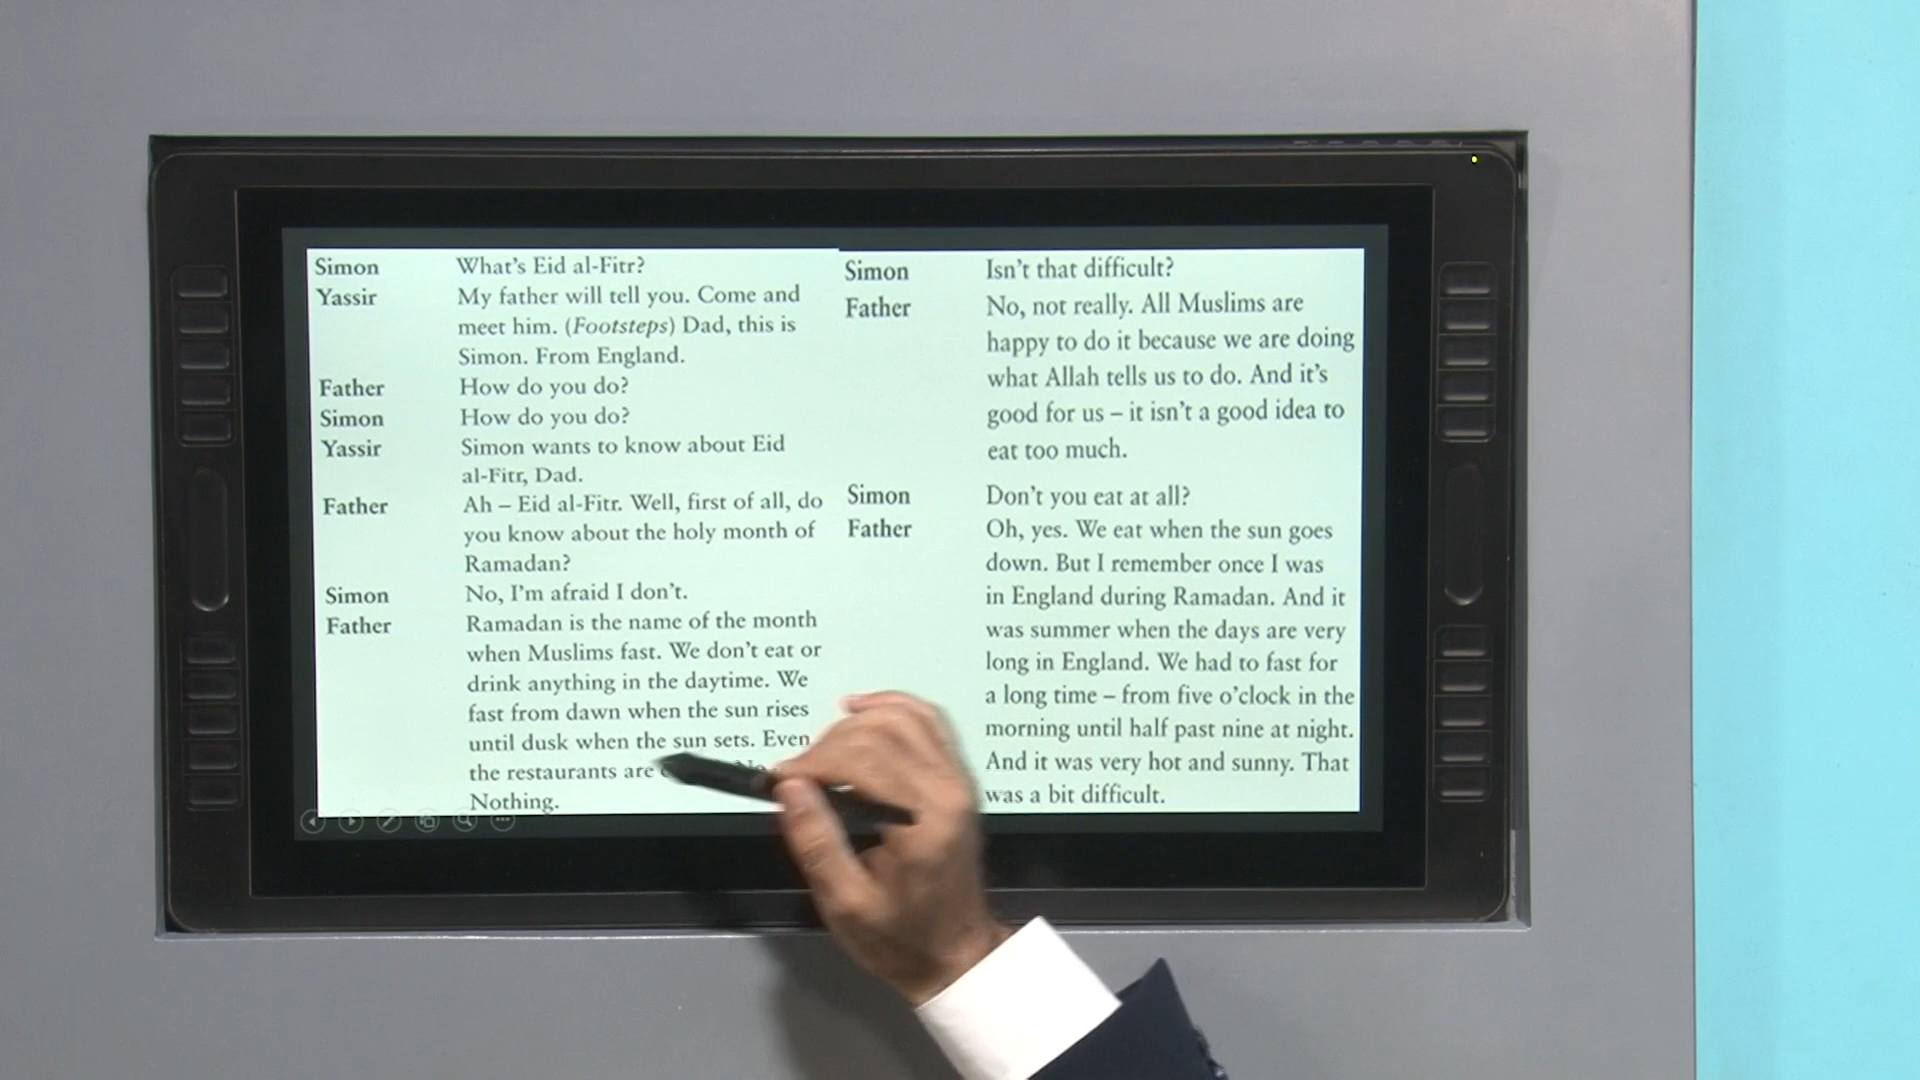 Simon What's Eid al-Fitr?
Yassir My father will tell you. Come and
meet him. (Footsteps) Dad, this is
Simon. From England.
Father How do you do?
Simon How do you do?
Yassir Simon wants to know about Eid
al-Fitr, Dad.
Father Ah – Eid al-Fitr. Well, first of all, do
you know about the holy month of
Ramadan?
Simon No, I'm afraid I don't.
Father Ramadan is the name of the month
when Muslims fast. We don't eat or
drink anything in the daytime. We
fast from dawn when the sun rises
until dusk when the sun sets. Even
the restaurants are
Nothing.
Simon Isn't that difficult?
Father No, not really. All Muslims are
happy to do it because we are doing
what Allah tells us to do. And it's
good for us – it isn't a good idea to
eat too much.
Simon Don't you eat at all?
Father Oh, yes. We eat when the sun goes
down. But I remember once I was
in England during Ramadan. And it
was summer when the days are very
long in England. We had to fast for
a long time – from five o'clock in the
morning until half past nine at night.
And it was very hot and sunny. That
was a bit difficult.